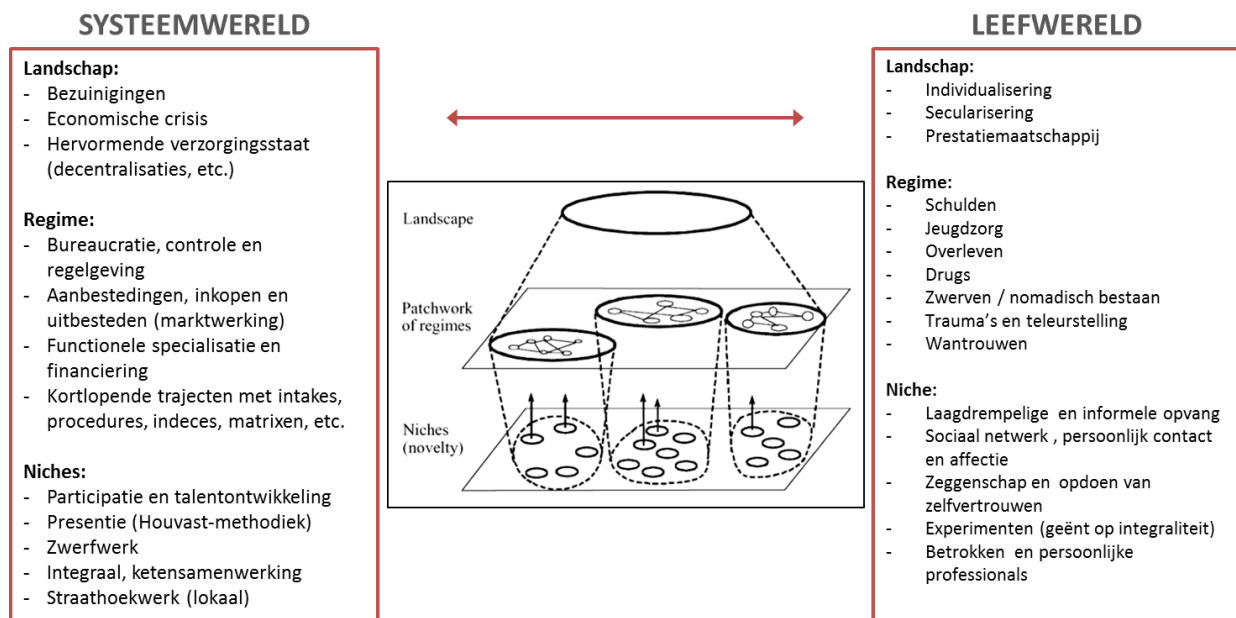 SYSTEEMWERELD
Landschap:
- Bezuinigingen
- Economische crisis
- Hervormende verzorgingsstaat
(decentralisaties, etc.)
Regime:
- Bureaucratie, controle en
regelgeving
- Aanbestedingen, inkopen en
uitbesteden (marktwerking)
- Functionele specialisatie en
financiering
- Kortlopende trajecten met intakes,
procedures, indeces, matrixen, etc.
Niches:
- Participatie en talentontwikkeling
- Presentie (Houvast-methodiek)
- Zwerfwerk
- Integraal, ketensamenwerking
- Straathoekwerk (lokaal)
Landscape
Patchwork
of regimes
Niches
(novelty)
LEEFWERELD
Landschap:
- Individualisering
- Secularisering
- Prestatiemaatschappij
Regime:
- Schulden
- Jeugdzorg
- Overleven
- Drugs
- Zwerven / nomadisch bestaan
- Trauma's en teleurstelling
- Wantrouwen
Niche:
- Laagdrempelige en informele opvang
- Sociaal netwerk , persoonlijk contact
en affectie
- Zeggenschap en opdoen van
zelfvertrouwen
- Experimenten (geënt op integraliteit)
- Betrokken en persoonlijke
professionals